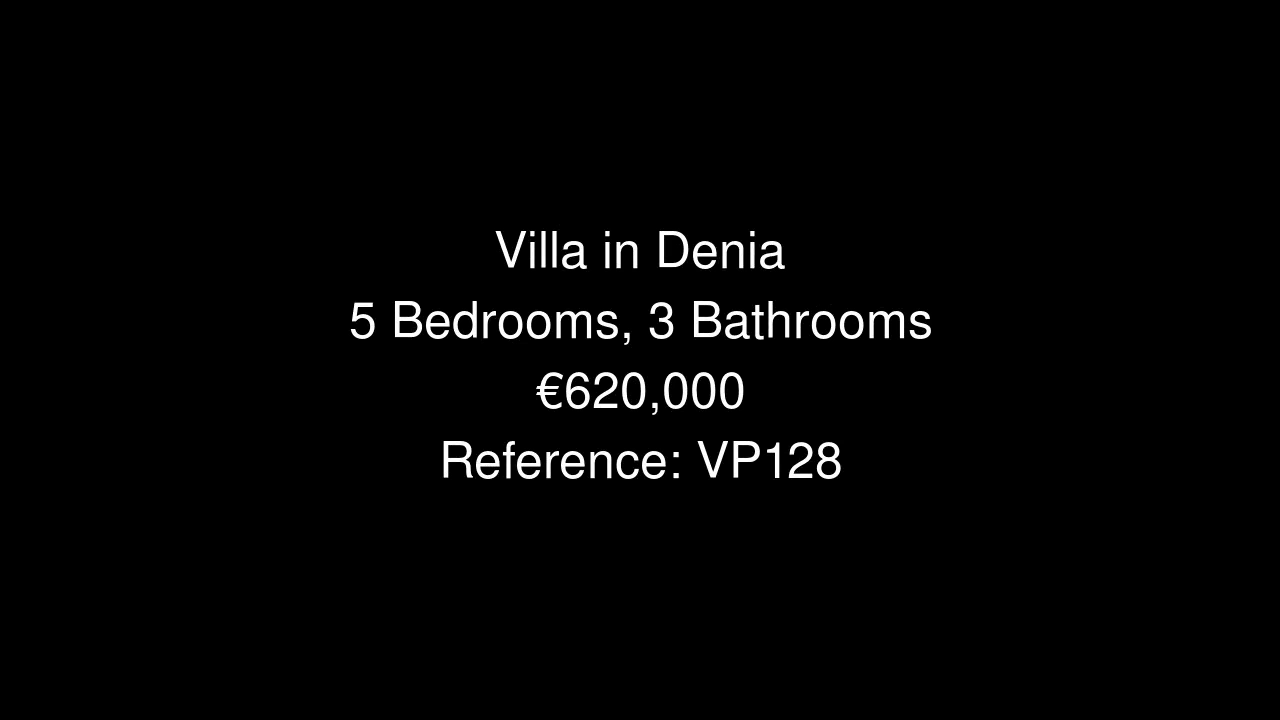 Villa in Denia
5 Bedrooms, 3 Bathrooms
€620,000
Reference: VP128